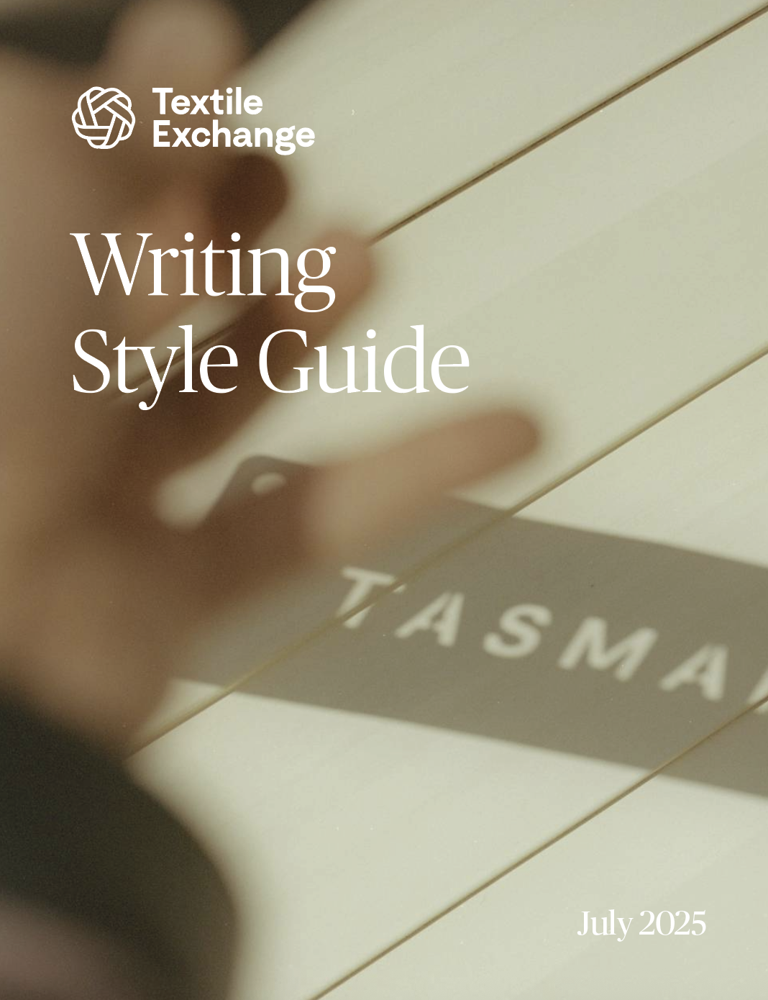 Textile
Exchange
Writing
Style Guide
TASMA
July 2025